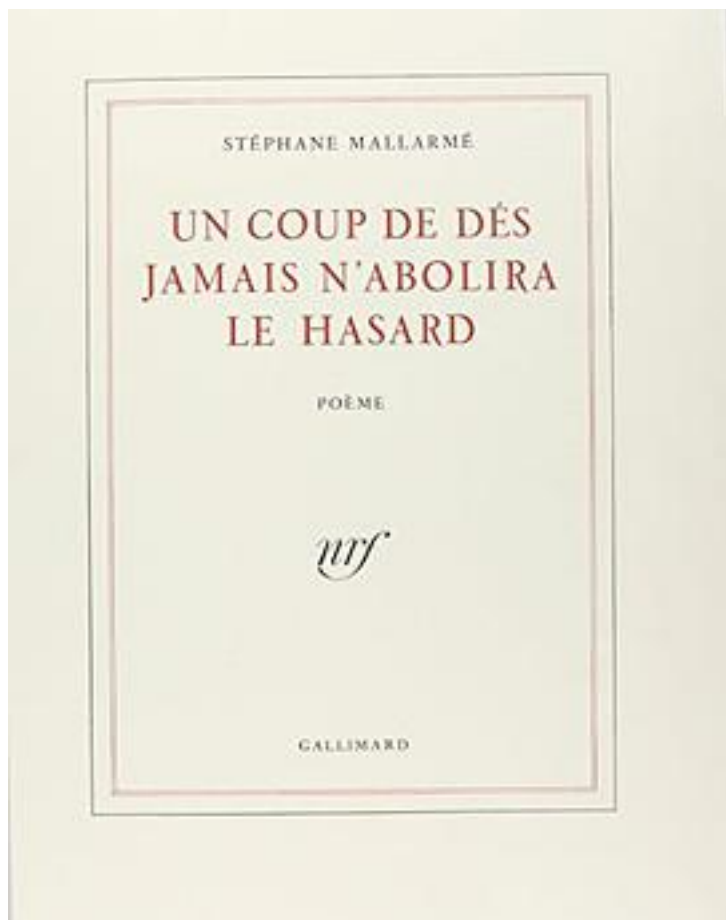 STÉPHANE MALLARMÉ
UN COUP DE DÉS
JAMAIS N'ABOLIRA
LE HASARD
POÈME
nrf
GALLIMARD